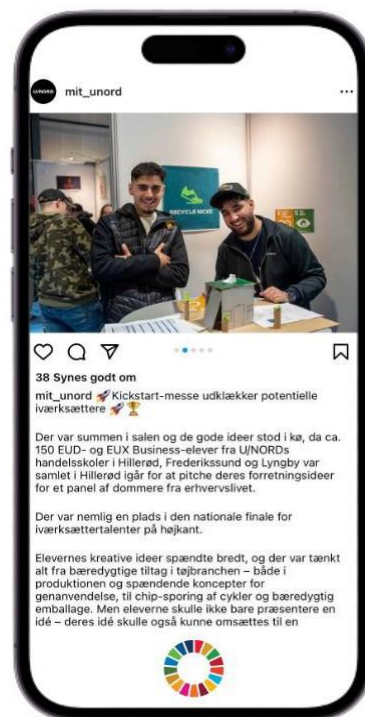 U/NORD
mit_unord
RECYCLE KICKZ
38 Synes godt om
mit_unord 🚀Kickstart-messe udklækker potentielle
iværksættere 🚀🏆
Der var summen i salen og de gode ideer stod i kø, da ca.
150 EUD- og EUX Business-elever fra U/NORDs
handelsskoler i Hillerød, Frederikssund og Lyngby var
samlet i Hillerød igår for at pitche deres forretningsideer
for et panel af dommere fra erhvervslivet.
Der var nemlig en plads i den nationale finale for
iværksættertalenter på højkant.
Elevernes kreative ideer spændte bredt, og der var tænkt
alt fra bæredygtige tiltag i tøjbranchen – både i
produktionen og spændende koncepter for
genanvendelse, til chip-sporing af cykler og bæredygtig
emballage. Men eleverne skulle ikke bare præsentere en
idé – deres idé skulle også kunne omsættes til en